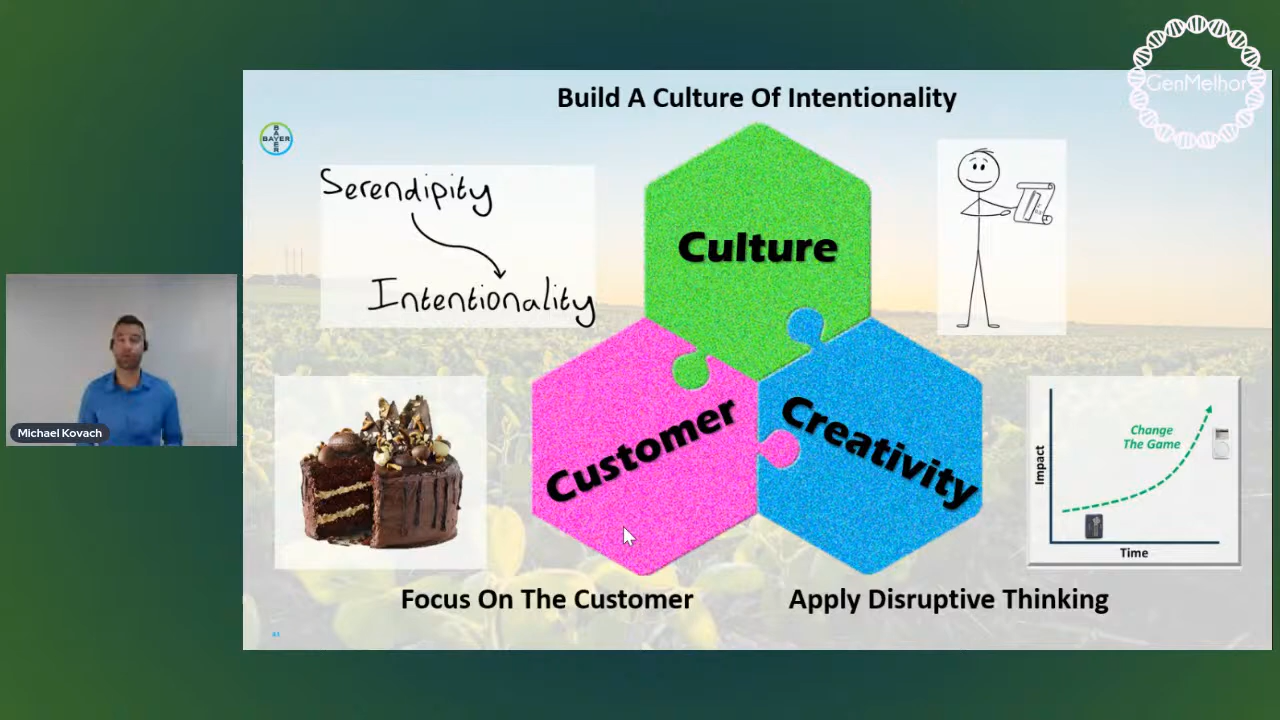 GenMelhor
Build A Culture Of Intentionality
BAYER
BAYER
Serendipity
Intentionality
Culture
Customer
Creativity
Michael Kovach
Change
The Game
Impact
Time
Focus On The Customer
Apply Disruptive Thinking